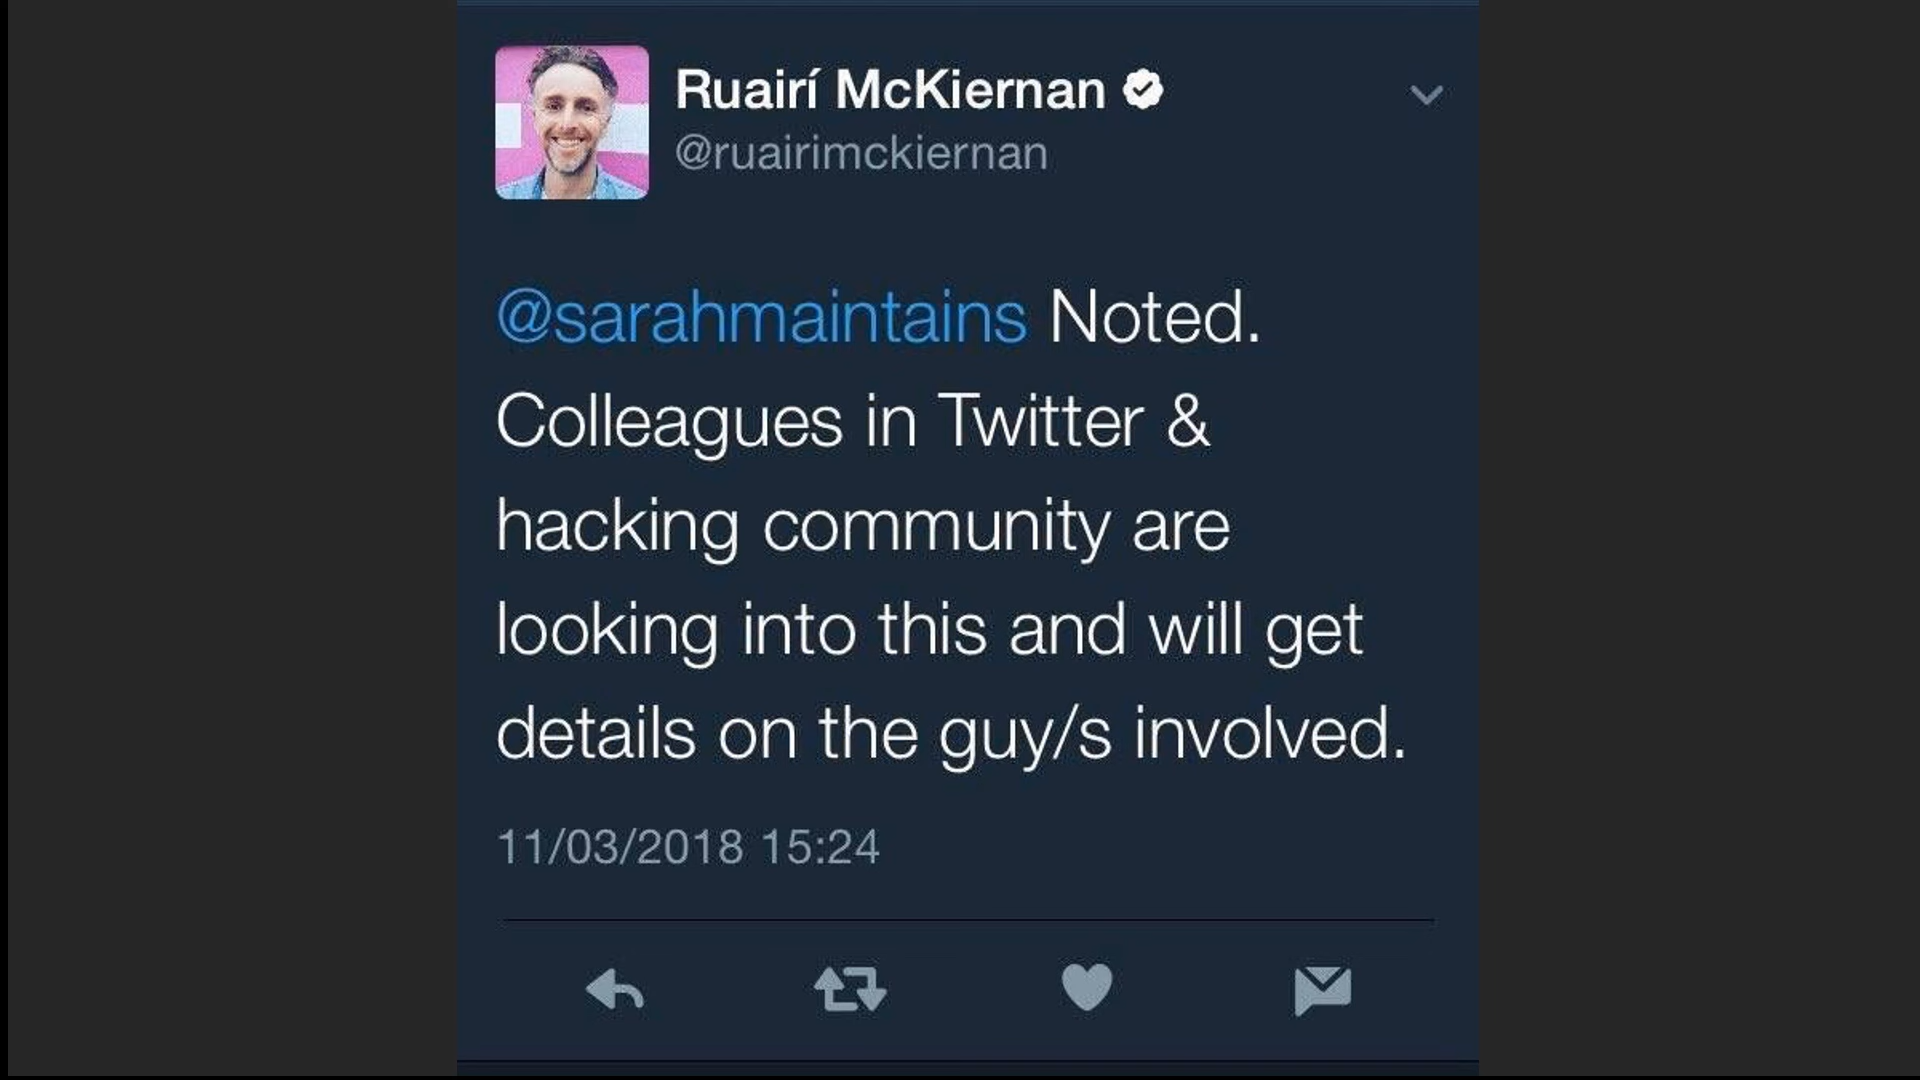 Ruairí McKiernan
@ruairimckiernan
@sarahmaintains Noted.
Colleagues in Twitter &
hacking community are
looking into this and will get
details on the guy/s involved.
11/03/2018 15:24